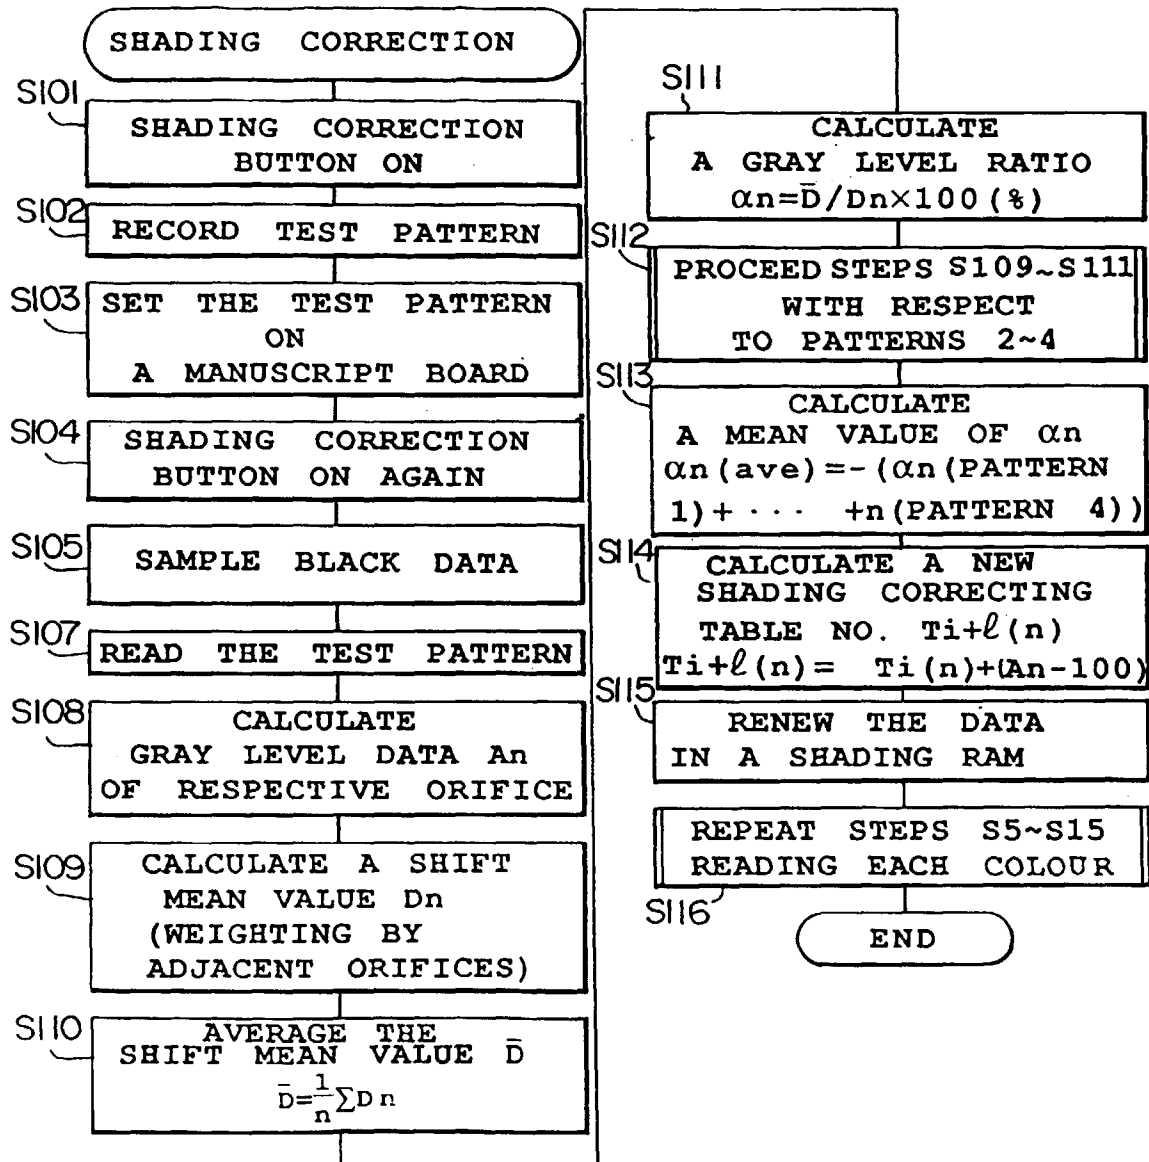 SHADING CORRECTION
S101
SHADING CORRECTION
BUTTON ON
S102
RECORD TEST PATTERN
S103
SET THE TEST PATTERN
ON
A MANUSCRIPT BOARD
S104
SHADING CORRECTION
BUTTON ON AGAIN
S105
SAMPLE BLACK DATA
S107
READ THE TEST PATTERN
S108
CALCULATE
GRAY LEVEL DATA An
OF RESPECTIVE ORIFICE
S109
CALCULATE A SHIFT
MEAN VALUE Dn
(WEIGHTING BY
ADJACENT ORIFICES)
S110
AVERAGE THE
SHIFT MEAN VALUE D̄
D̄=1/n∑Dn
S111
CALCULATE
A GRAY LEVEL RATIO
αn=D̄/Dn×100(%)
S112
PROCEED STEPS S109~S111
WITH RESPECT
TO PATTERNS 2~4
S113
CALCULATE
A MEAN VALUE OF αn
αn(ave)=-(αn(PATTERN
1)+ ··· +n(PATTERN 4))
S114
CALCULATE A NEW
SHADING CORRECTING
TABLE NO. Ti+ℓ(n)
Ti+ℓ(n)= Ti(n)+(An-100)
S115
RENEW THE DATA
IN A SHADING RAM
REPEAT STEPS S5~S15
READING EACH COLOUR
S116
END